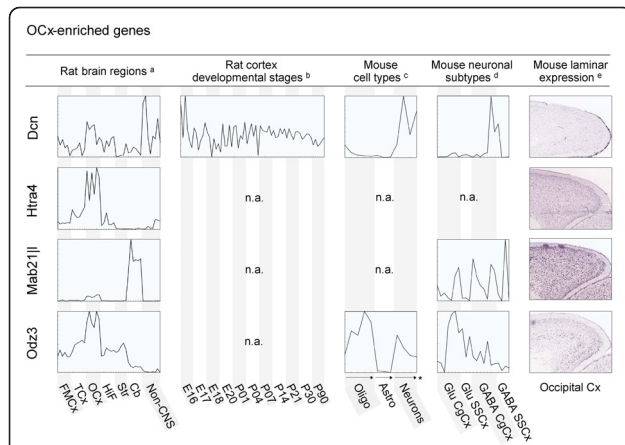 OCx-enriched genes
Rat brain regions a
Rat cortex
developmental stages b
Mouse
cell types c
Mouse neuronal
subtypes d
Mouse laminar
expression e
Dcn
Htra4
n.a.
n.a.
n.a.
Mab21l1
n.a.
n.a.
Odz3
n.a.
FMCx
TCx
OCx
HiF
Str
Cb
Non-CNS
E16
E17
E18
E20
P01
P04
P07
P14
P21
P30
P90
Oligo
Astro
Neurons
* *
Glu CgCx
Glu SSCx
GABA CgCx
GABA SSCx
Occipital Cx